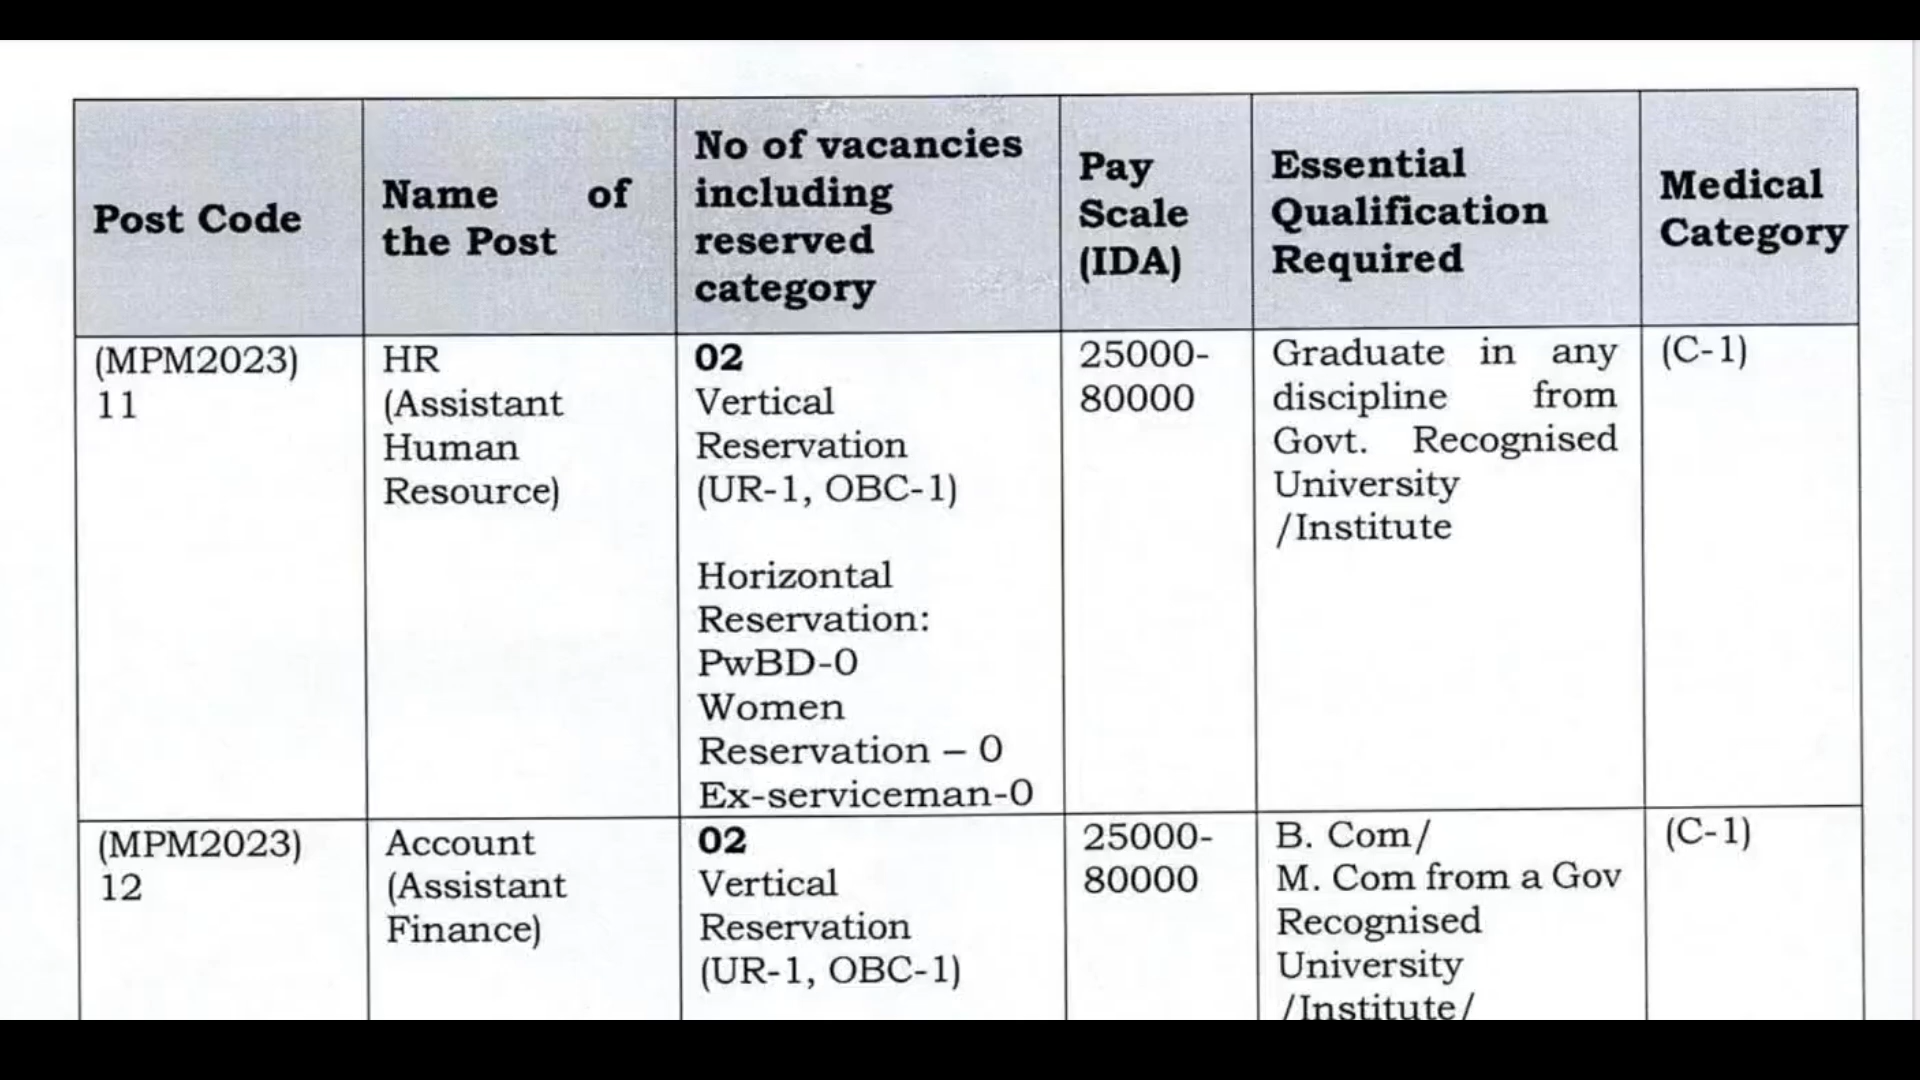 Post Code
Name of
the Post
No of vacancies
including
reserved
category
Pay
Scale
(IDA)
Essential
Qualification
Required
Medical
Category
(MPM2023)
11
HR
(Assistant
Human
Resource)
02
Vertical
Reservation
(UR-1, OBC-1)
Horizontal
Reservation:
PwBD-0
Women
Reservation – 0
Ex-serviceman-0
25000-
80000
Graduate in any
discipline from
Govt. Recognised
University
/Institute
(C-1)
(MPM2023)
12
Account
(Assistant
Finance)
02
Vertical
Reservation
(UR-1, OBC-1)
25000-
80000
B. Com/
M. Com from a Gov
Recognised
University
/Institute/
(C-1)